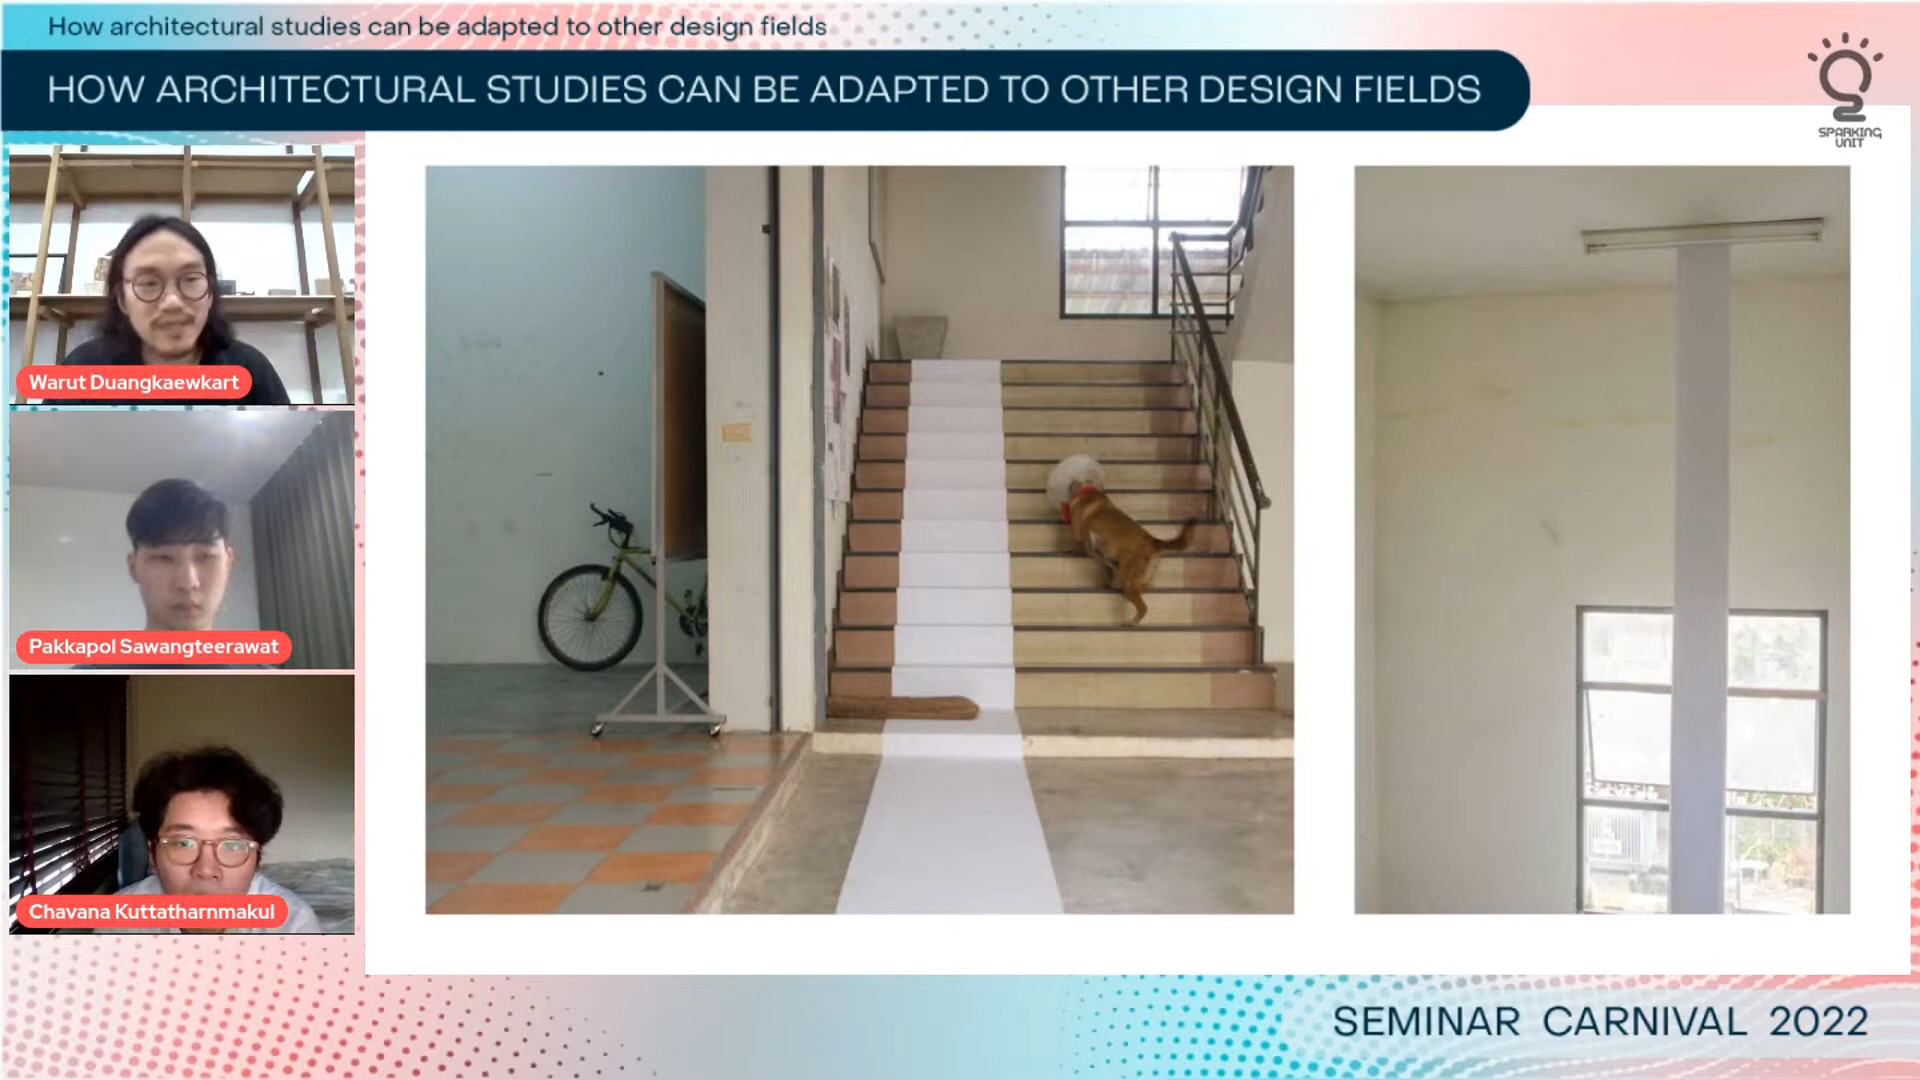 How architectural studies can be adapted to other design fields
HOW ARCHITECTURAL STUDIES CAN BE ADAPTED TO OTHER DESIGN FIELDS
SPARKING
UNIT
Warut Duangkaewkart
Pakkapol Sawangteerawat
Chavana Kuttatharnmakul
SEMINAR CARNIVAL 2022